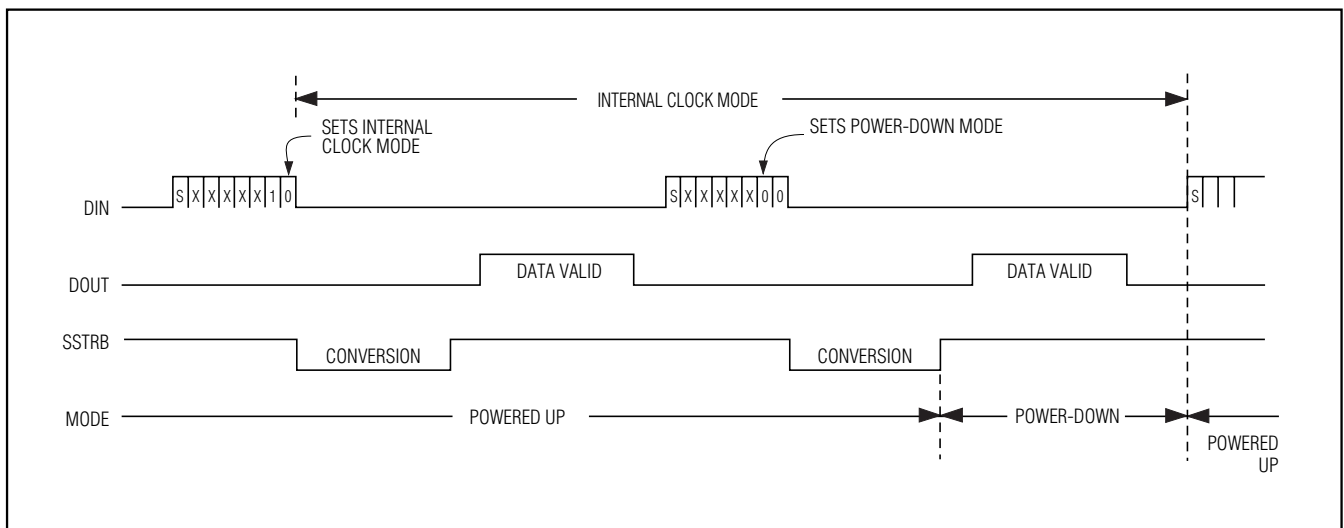 INTERNAL CLOCK MODE
SETS INTERNAL
CLOCK MODE
SETS POWER-DOWN MODE
DIN
S X X X X X 1 0
S X X X X X 0 0
S
DOUT
DATA VALID
DATA VALID
SSTRB
CONVERSION
CONVERSION
MODE
POWERED UP
POWER-DOWN
POWERED
UP